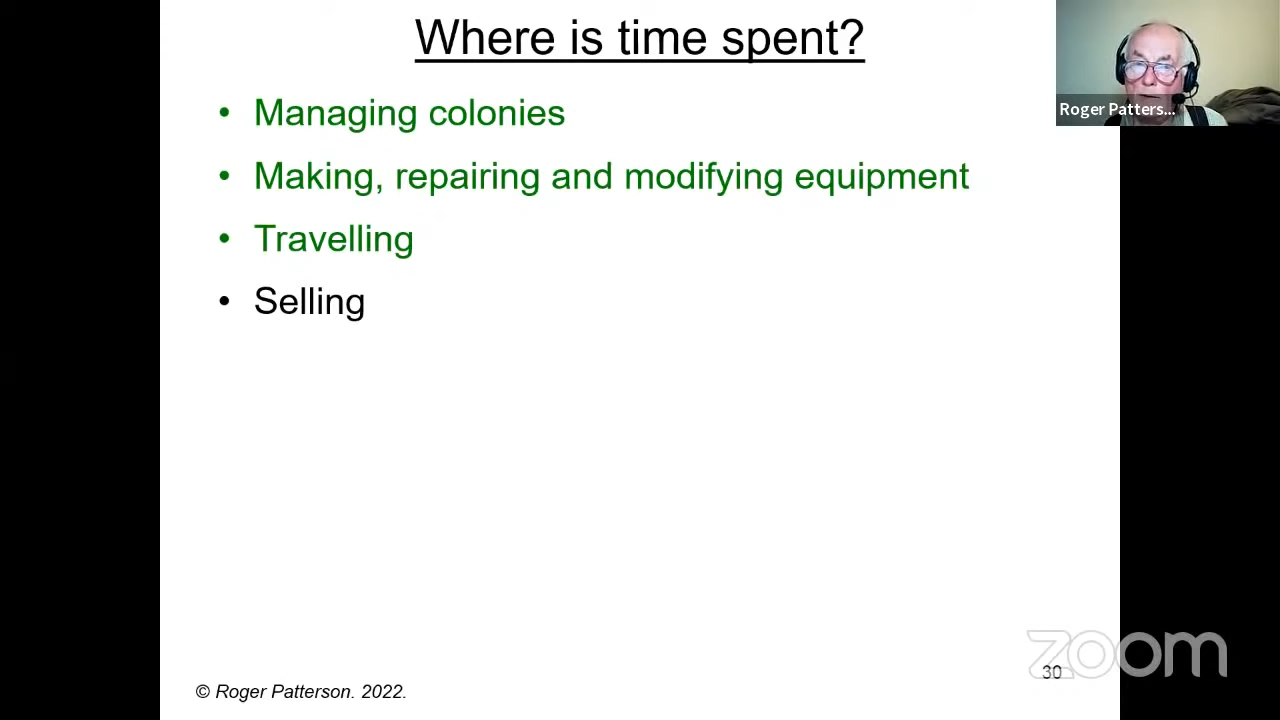 Where is time spent?
Roger Patters...
• Managing colonies
• Making, repairing and modifying equipment
• Travelling
• Selling
zoom
30
© Roger Patterson. 2022.